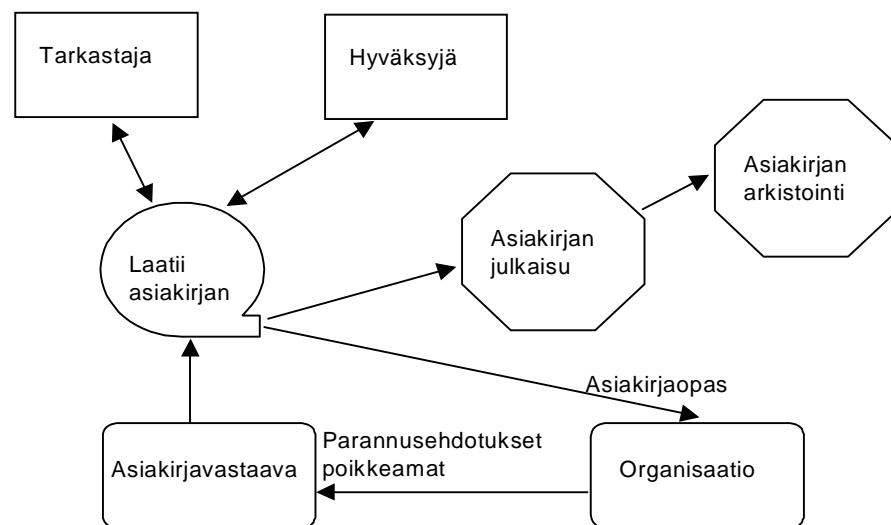 Tarkastaja
Hyväksyjä
Asiakirjan
arkistointi
Asiakirjan
julkaisu
Laatii
asiakirjan
Asiakirjaopas
Parannusehdotukset
poikkeamat
Asiakirjavastaava
Organisaatio